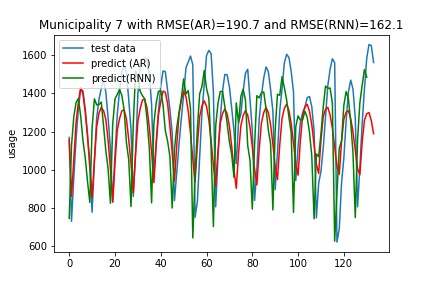 Municipality 7 with RMSE(AR)=190.7 and RMSE(RNN)=162.1
test data
predict (AR)
predict(RNN)
usage
1600
1400
1200
1000
800
600
0 20 40 60 80 100 120